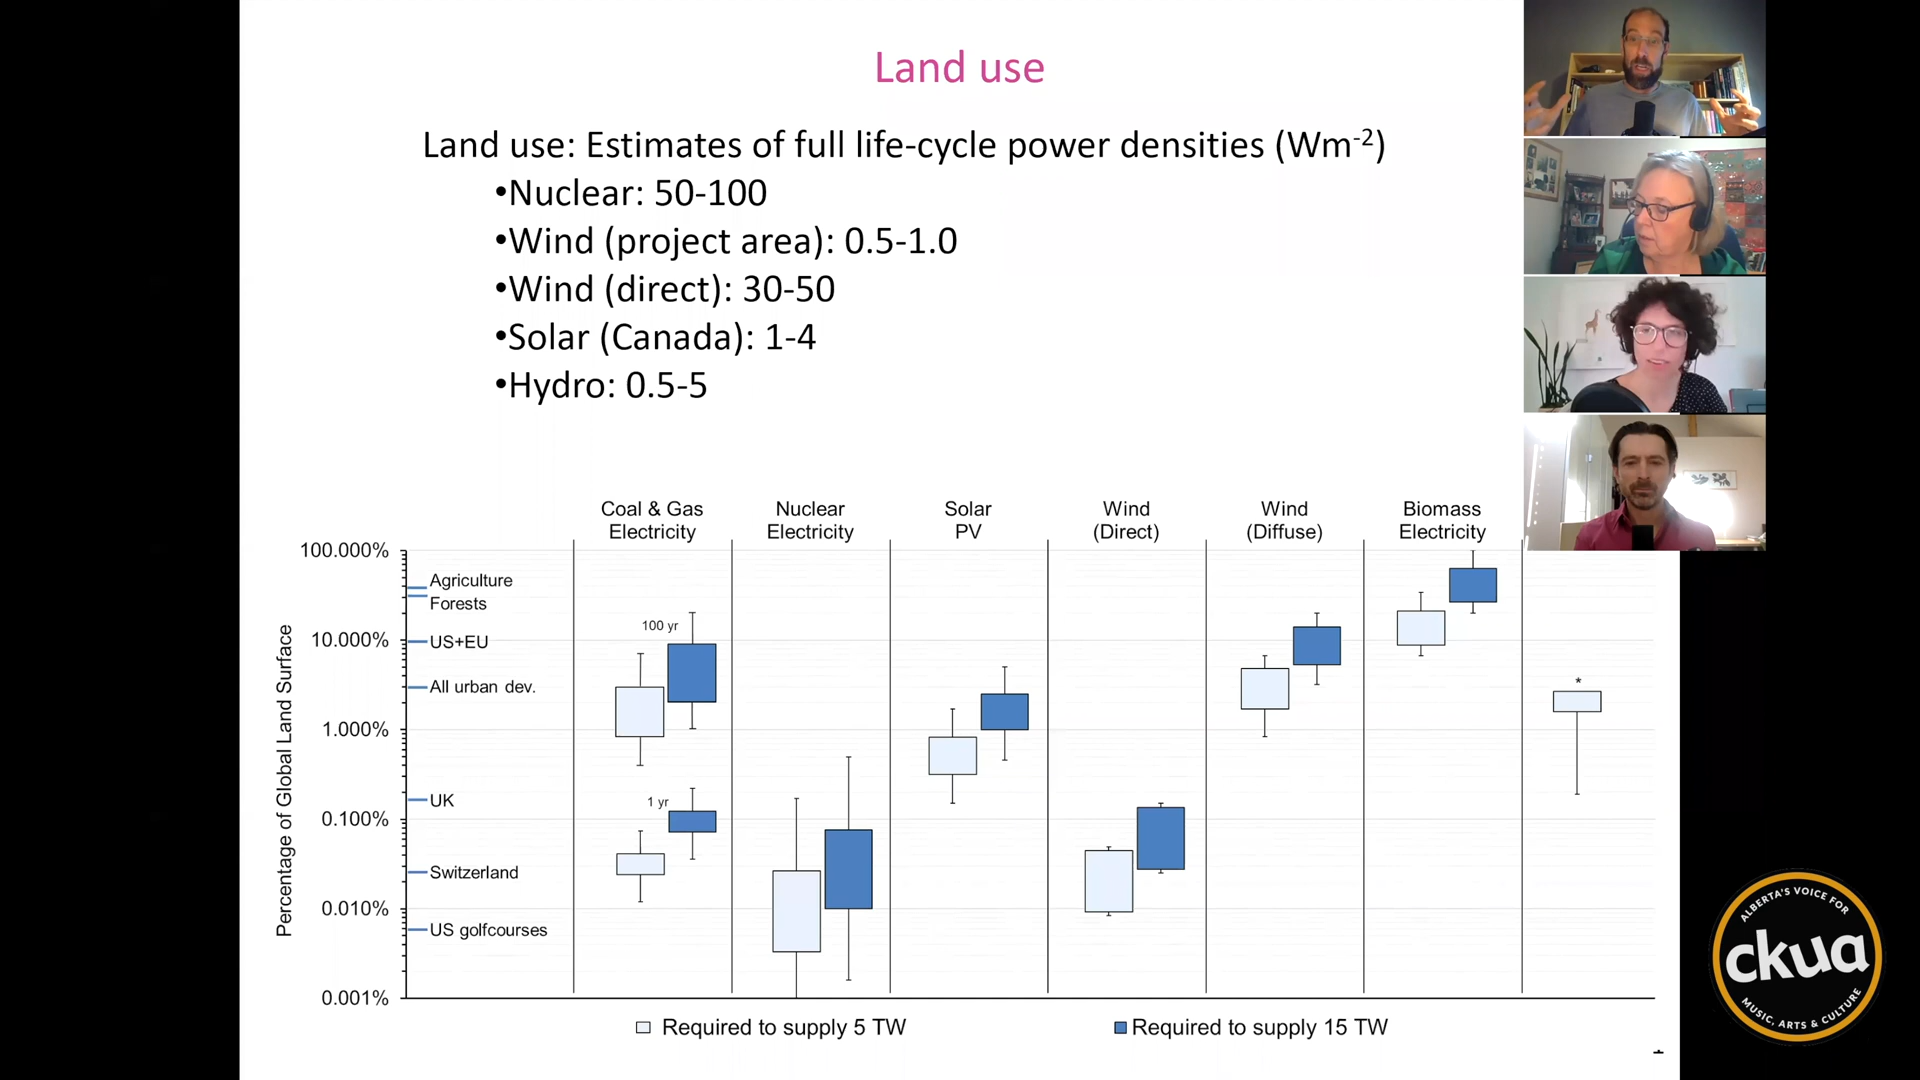 Land use
Land use: Estimates of full life-cycle power densities (Wm-2)
•Nuclear: 50-100
•Wind (project area): 0.5-1.0
•Wind (direct): 30-50
•Solar (Canada): 1-4
•Hydro: 0.5-5
Coal & Gas
Electricity
Nuclear
Electricity
Solar
PV
Wind
(Direct)
Wind
(Diffuse)
Biomass
Electricity
Percentage of Global Land Surface
100.000%
10.000%
1.000%
0.100%
0.010%
0.001%
Agriculture
Forests
US+EU
All urban dev.
UK
Switzerland
US golfcourses
100 yr
1 yr
*
Required to supply 5 TW
Required to supply 15 TW
ALBERTA'S VOICE FOR
ckua
MUSIC, ARTS & CULTURE